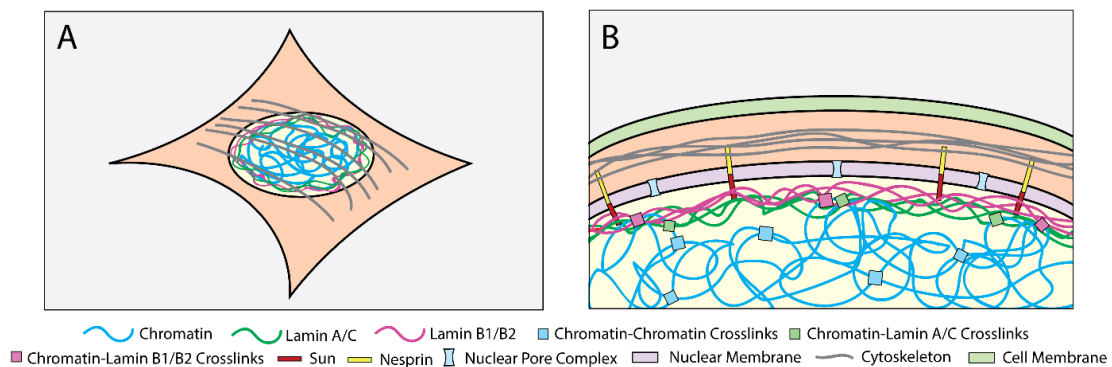 A
B
Chromatin Lamin A/C Lamin B1/B2 Chromatin-Chromatin Crosslinks Chromatin-Lamin A/C Crosslinks
Chromatin-Lamin B1/B2 Crosslinks Sun Nesprin Nuclear Pore Complex Nuclear Membrane Cytoskeleton Cell Membrane